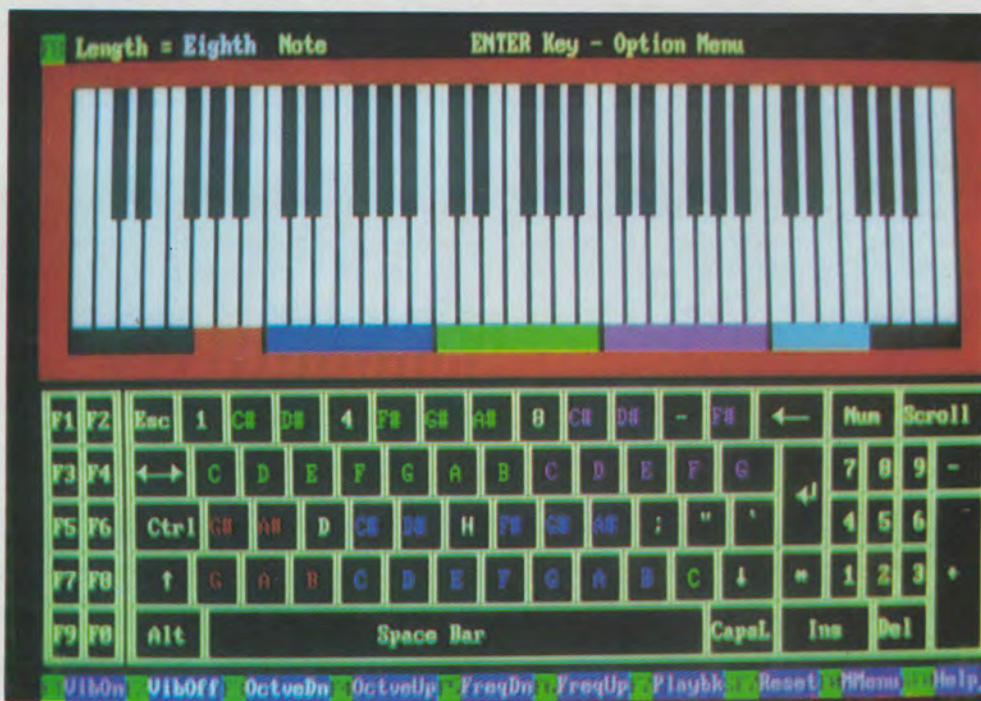 Length = Eighth Note ENTER Key - Option Menu
F1 F2 Esc 1 C# D# 4 F# G# A# 8 C# D# - F# ← Num Scroll
F3 F4 ↔ C D E F G A B C D E F G 7 8 9 -
F5 F6 Ctrl G# A# D C# D# H F# G# A# ; " ` ↵ 4 5 6
F7 F8 ↑ G A B C D E F G A B C ↓ * 1 2 3 +
F9 F0 Alt Space Bar CapsL Ins Del
VibOn VibOff OctveDn OctveUp FreqDn FreqUp Playbk Reset MMenu Help